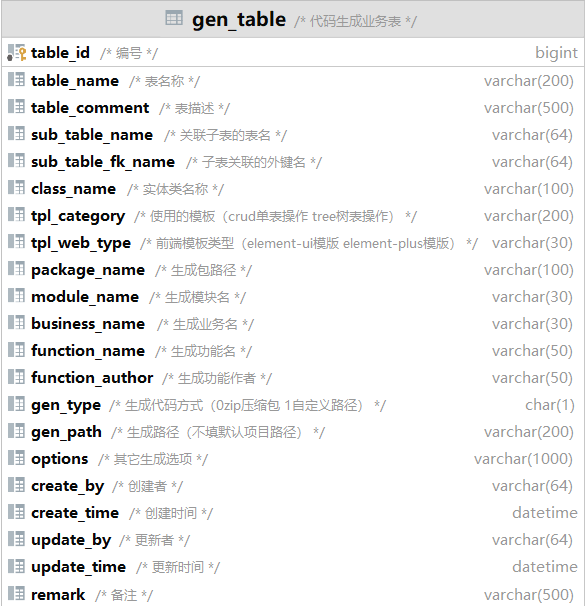 gen_table /* 代码生成业务表 */
table_id /* 编号 */ bigint
table_name /* 表名称 */ varchar(200)
table_comment /* 表描述 */ varchar(500)
sub_table_name /* 关联子表的表名 */ varchar(64)
sub_table_fk_name /* 子表关联的外键名 */ varchar(64)
class_name /* 实体类名称 */ varchar(100)
tpl_category /* 使用的模板（crud单表操作 tree树表操作） */ varchar(200)
tpl_web_type /* 前端模板类型（element-ui模版 element-plus模版） */ varchar(30)
package_name /* 生成包路径 */ varchar(100)
module_name /* 生成模块名 */ varchar(30)
business_name /* 生成业务名 */ varchar(30)
function_name /* 生成功能名 */ varchar(50)
function_author /* 生成功能作者 */ varchar(50)
gen_type /* 生成代码方式（0zip压缩包 1自定义路径） */ char(1)
gen_path /* 生成路径（不填默认项目路径） */ varchar(200)
options /* 其它生成选项 */ varchar(1000)
create_by /* 创建者 */ varchar(64)
create_time /* 创建时间 */ datetime
update_by /* 更新者 */ varchar(64)
update_time /* 更新时间 */ datetime
remark /* 备注 */ varchar(500)